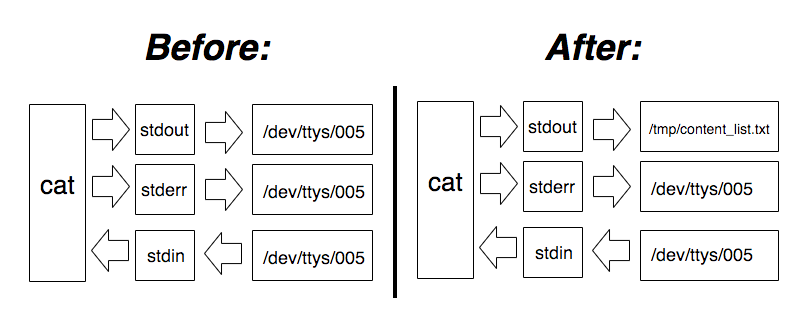 Before:
cat
stdout
/dev/ttys/005
stderr
/dev/ttys/005
stdin
/dev/ttys/005
After:
cat
stdout
/tmp/content_list.txt
stderr
/dev/ttys/005
stdin
/dev/ttys/005